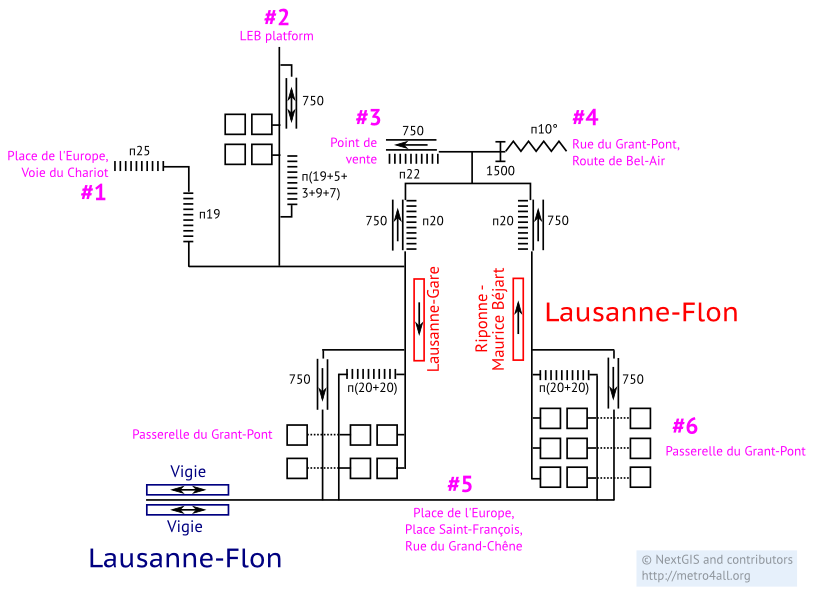 #2
LEB platform
750
#3
750
Point de
vente
п22
п10°
1500
#4
Rue du Grant-Pont,
Route de Bel-Air
Place de l'Europe,
Voie du Chariot
#1
п25
п19
п(19+5+
3+9+7)
750
п20
п20
750
Lausanne-Gare
Riponne -
Maurice Béjart
Lausanne-Flon
750
п(20+20)
п(20+20)
750
Passerelle du Grant-Pont
#6
Passerelle du Grant-Pont
Vigie
Vigie
Lausanne-Flon
#5
Place de l'Europe,
Place Saint-François,
Rue du Grand-Chêne
© NextGIS and contributors
http://metro4all.org